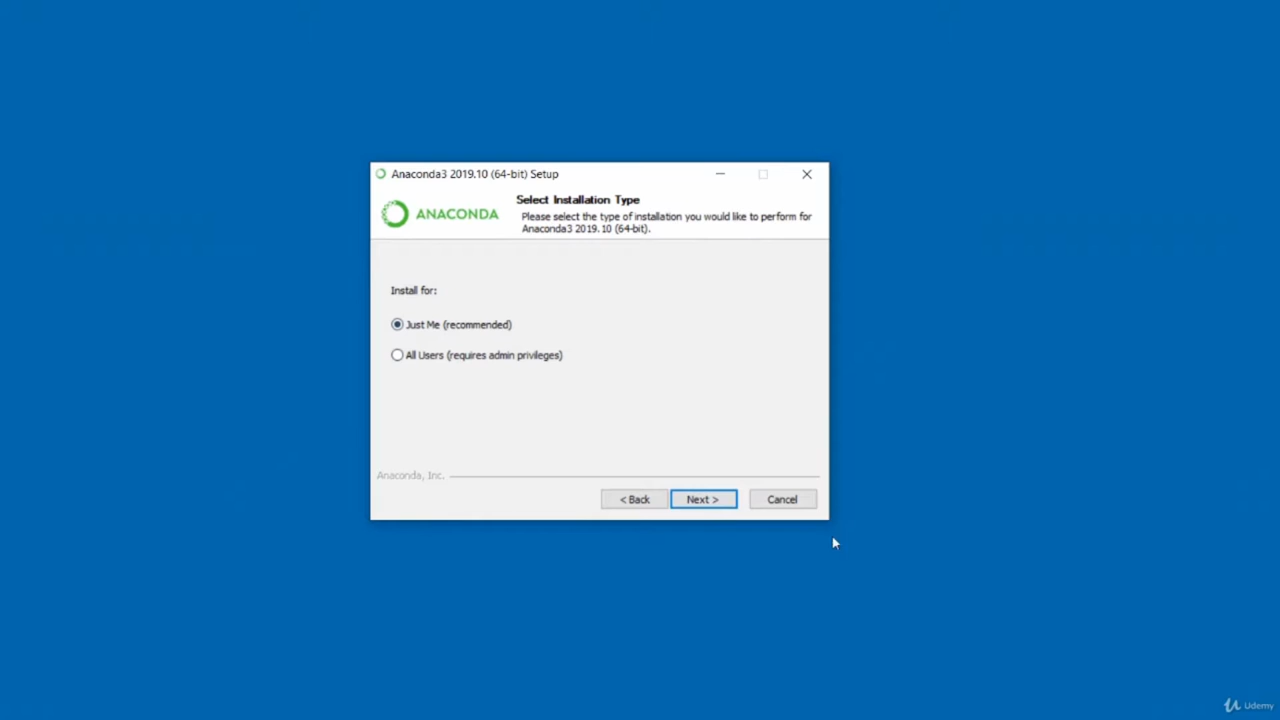 Anaconda3 2019.10 (64-bit) Setup
ANACONDA
Select Installation Type
Please select the type of installation you would like to perform for
Anaconda3 2019.10 (64-bit).
Install for:
Just Me (recommended)
All Users (requires admin privileges)
Anaconda, Inc.
< Back
Next >
Cancel
Udemy